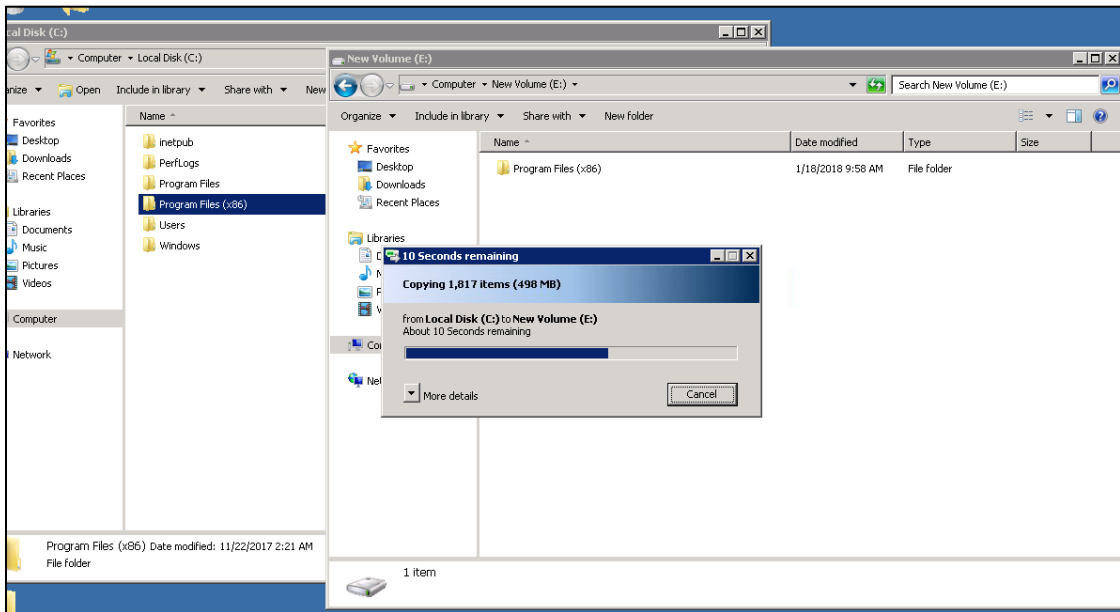 cal Disk (C:)
Computer Local Disk (C:)
anize Open Include in library Share with New
Favorites
Desktop
Downloads
Recent Places
Libraries
Documents
Music
Pictures
Videos
Computer
Network
Name
inetpub
PerfLogs
Program Files
Program Files (x86)
Users
Windows
Program Files (x86) Date modified: 11/22/2017 2:21 AM
File folder
New Volume (E:)
Computer New Volume (E:)
Search New Volume (E:)
Organize Include in library Share with New folder
Favorites
Desktop
Downloads
Recent Places
Libraries
Name Date modified Type Size
Program Files (x86) 1/18/2018 9:58 AM File folder
10 Seconds remaining
Copying 1,817 items (498 MB)
from Local Disk (C:) to New Volume (E:)
About 10 Seconds remaining
More details
Cancel
1 item